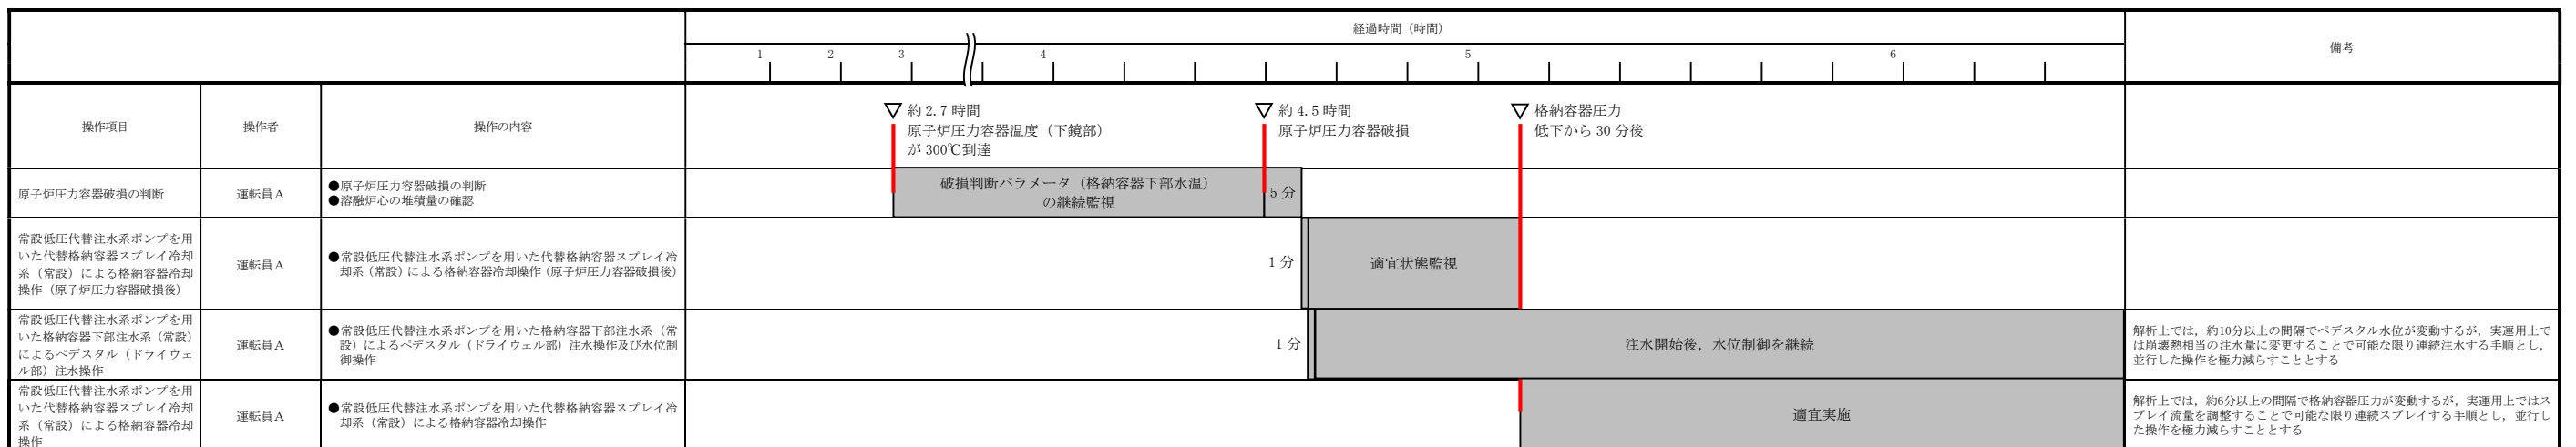 経過時間（時間）
備考
1 2 3 4 5 6
操作項目
操作者
操作の内容
約 2.7 時間
原子炉圧力容器温度（下鏡部）
が 300℃到達
約 4.5 時間
原子炉圧力容器破損
格納容器圧力
低下から 30 分後
原子炉圧力容器破損の判断
運転員Ａ
●原子炉圧力容器破損の判断
●溶融炉心の堆積量の確認
破損判断パラメータ（格納容器下部水温）
の継続監視
5 分
常設低圧代替注水系ポンプを用
いた代替格納容器スプレイ冷却
系（常設）による格納容器冷却
操作（原子炉圧力容器破損後）
運転員Ａ
●常設低圧代替注水系ポンプを用いた代替格納容器スプレイ冷
却系（常設）による格納容器冷却操作（原子炉圧力容器破損後）
1 分
適宜状態監視
常設低圧代替注水系ポンプを用
いた格納容器下部注水系（常設）
によるペデスタル（ドライウェ
ル部）注水操作
運転員Ａ
●常設低圧代替注水系ポンプを用いた格納容器下部注水系（常
設）によるペデスタル（ドライウェル部）注水操作及び水位制
御操作
1 分
注水開始後，水位制御を継続
解析上では，約10分以上の間隔でペデスタル水位が変動するが，実運用上で
は崩壊熱相当の注水量に変更することで可能な限り連続注水する手順とし，
並行した操作を極力減らすこととする
常設低圧代替注水系ポンプを用
いた代替格納容器スプレイ冷却
系（常設）による格納容器冷却
操作
運転員Ａ
●常設低圧代替注水系ポンプを用いた代替格納容器スプレイ冷
却系（常設）による格納容器冷却操作
適宜実施
解析上では，約6分以上の間隔で格納容器圧力が変動するが，実運用上ではス
プレイ流量を調整することで可能な限り連続スプレイする手順とし，並行し
た操作を極力減らすこととする